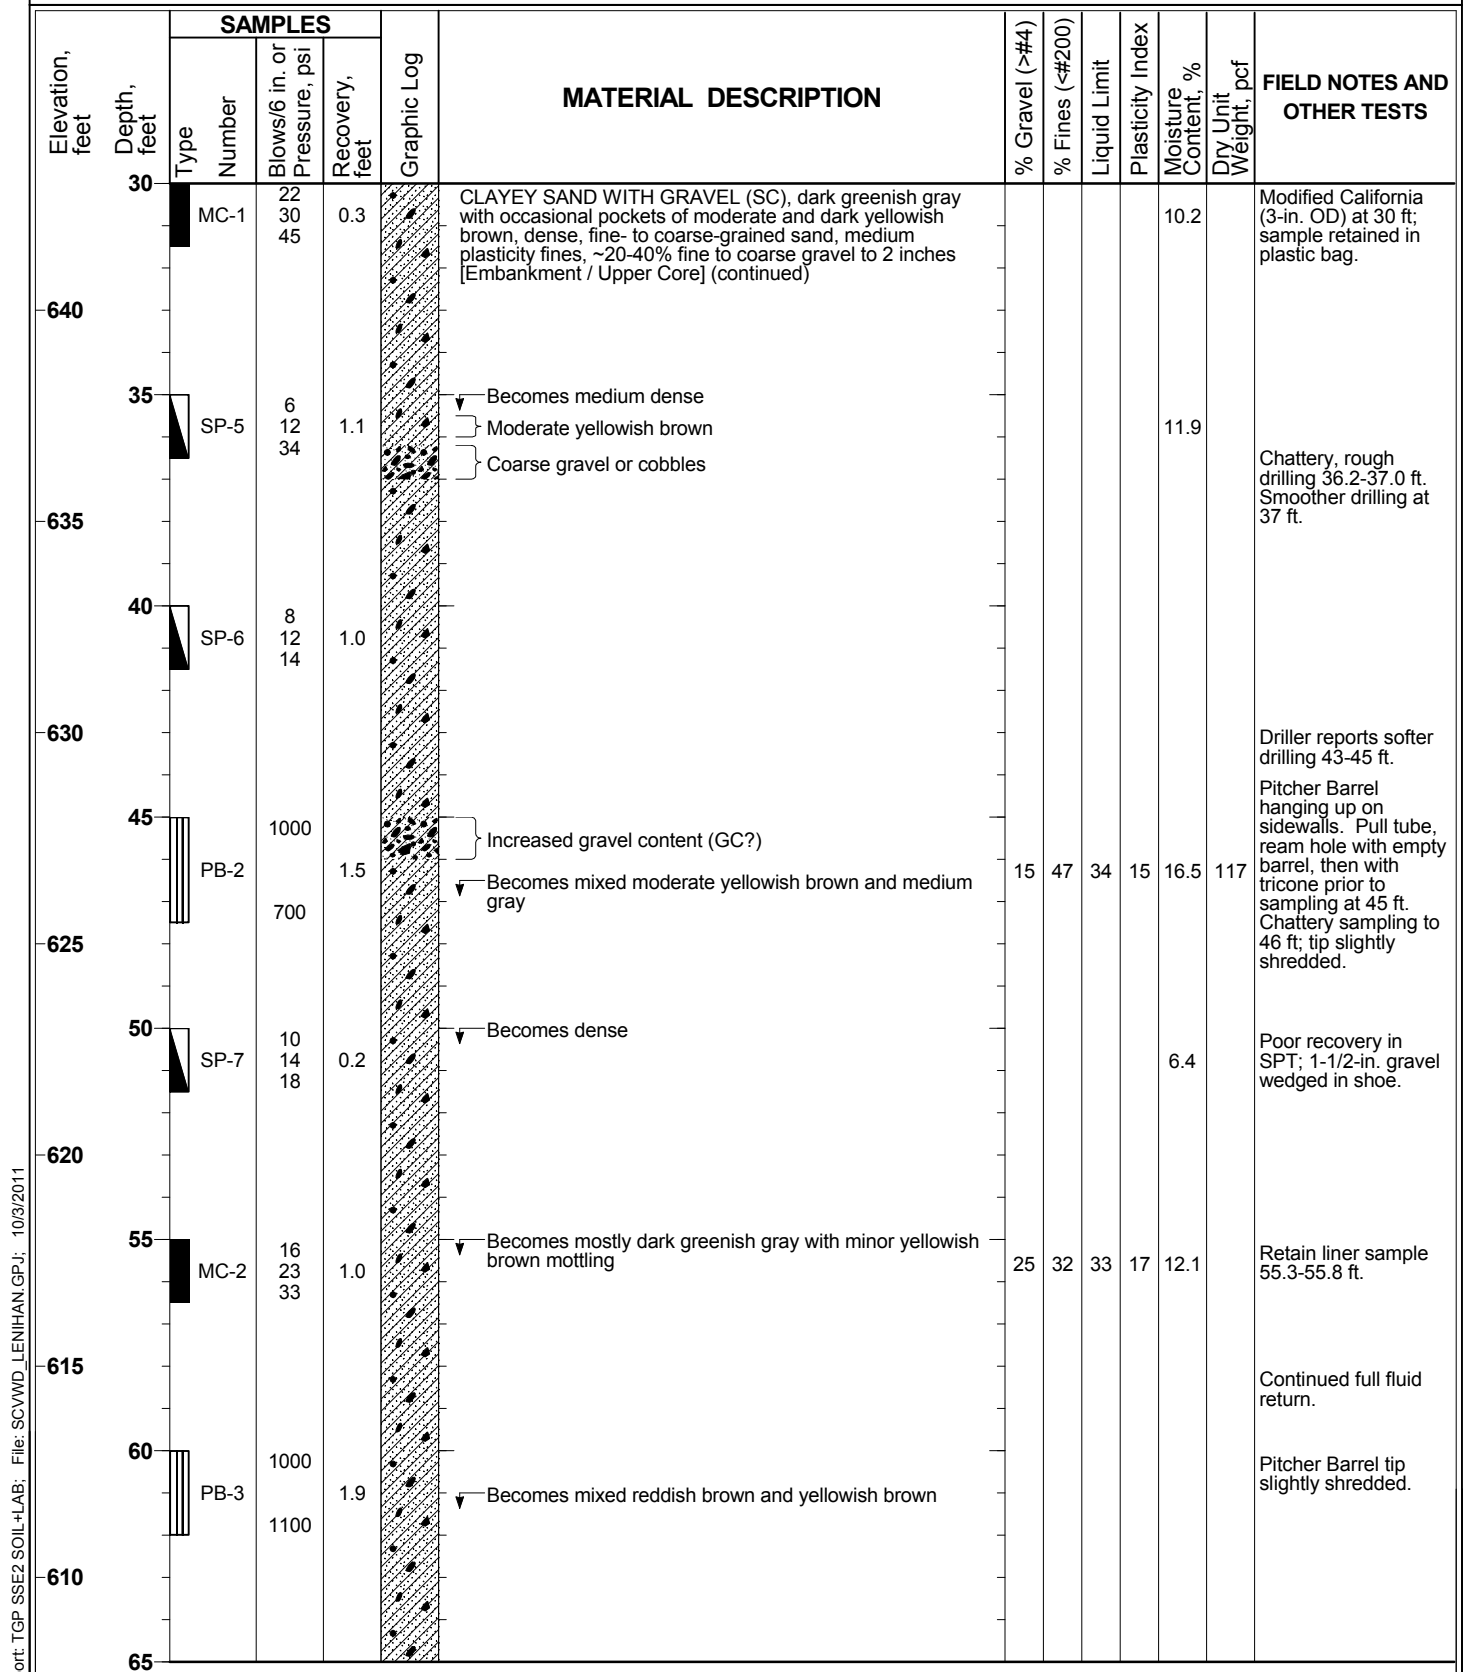 SAMPLES
Elevation, feet
Depth, feet
Type
Number
Blows/6 in. or Pressure, psi
Recovery, feet
Graphic Log
MATERIAL DESCRIPTION
% Gravel (>#4)
% Fines (<#200)
Liquid Limit
Plasticity Index
Moisture Content, %
Dry Unit Weight, pcf
FIELD NOTES AND OTHER TESTS
30
MC-1
22
30
45
0.3
CLAYEY SAND WITH GRAVEL (SC), dark greenish gray
with occasional pockets of moderate and dark yellowish
brown, dense, fine- to coarse-grained sand, medium
plasticity fines, ~20-40% fine to coarse gravel to 2 inches
[Embankment / Upper Core] (continued)
10.2
Modified California
(3-in. OD) at 30 ft;
sample retained in
plastic bag.
640
35
SP-5
6
12
34
1.1
Becomes medium dense
Moderate yellowish brown
Coarse gravel or cobbles
11.9
Chattery, rough
drilling 36.2-37.0 ft.
Smoother drilling at
37 ft.
635
40
SP-6
8
12
14
1.0
630
Driller reports softer
drilling 43-45 ft.
45
PB-2
1000
700
1.5
Increased gravel content (GC?)
Becomes mixed moderate yellowish brown and medium
gray
15
47
34
15
16.5
117
Pitcher Barrel
hanging up on
sidewalls. Pull tube,
ream hole with empty
barrel, then with
tricone prior to
sampling at 45 ft.
Chattery sampling to
46 ft; tip slightly
shredded.
625
50
SP-7
10
14
18
0.2
Becomes dense
6.4
Poor recovery in
SPT; 1-1/2-in. gravel
wedged in shoe.
620
55
MC-2
16
23
33
1.0
Becomes mostly dark greenish gray with minor yellowish
brown mottling
25
32
33
17
12.1
Retain liner sample
55.3-55.8 ft.
615
Continued full fluid
return.
60
PB-3
1000
1100
1.9
Becomes mixed reddish brown and yellowish brown
Pitcher Barrel tip
slightly shredded.
610
65
ort: TGP SSE2 SOIL+LAB; File: SCVWD_LENIHAN.GPJ; 10/3/2011